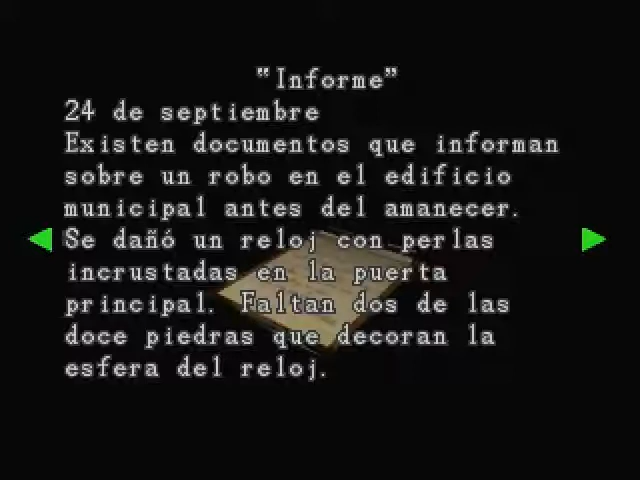 "Informe"
24 de septiembre
Existen documentos que informan
sobre un robo en el edificio
municipal antes del amanecer.
Se dañó un reloj con perlas
incrustadas en la puerta
principal. Faltan dos de las
doce piedras que decoran la
esfera del reloj.